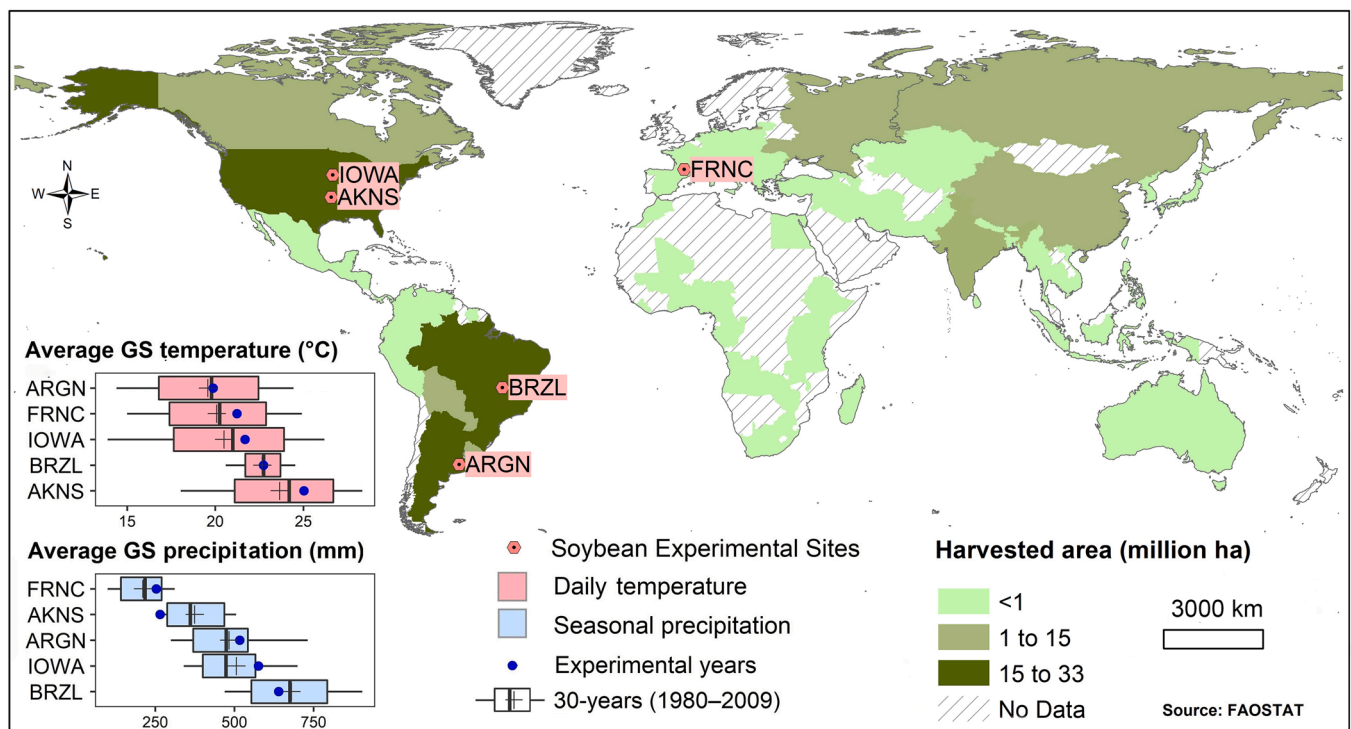 N
W E
S
IOWA
AKNS
FRNC
BRZL
ARGN
Average GS temperature (°C)
ARGN
FRNC
IOWA
BRZL
AKNS
15 20 25
Average GS precipitation (mm)
FRNC
AKNS
ARGN
IOWA
BRZL
250 500 750
Soybean Experimental Sites
Daily temperature
Seasonal precipitation
Experimental years
30-years (1980–2009)
Harvested area (million ha)
<1
1 to 15
15 to 33
No Data
3000 km
Source: FAOSTAT